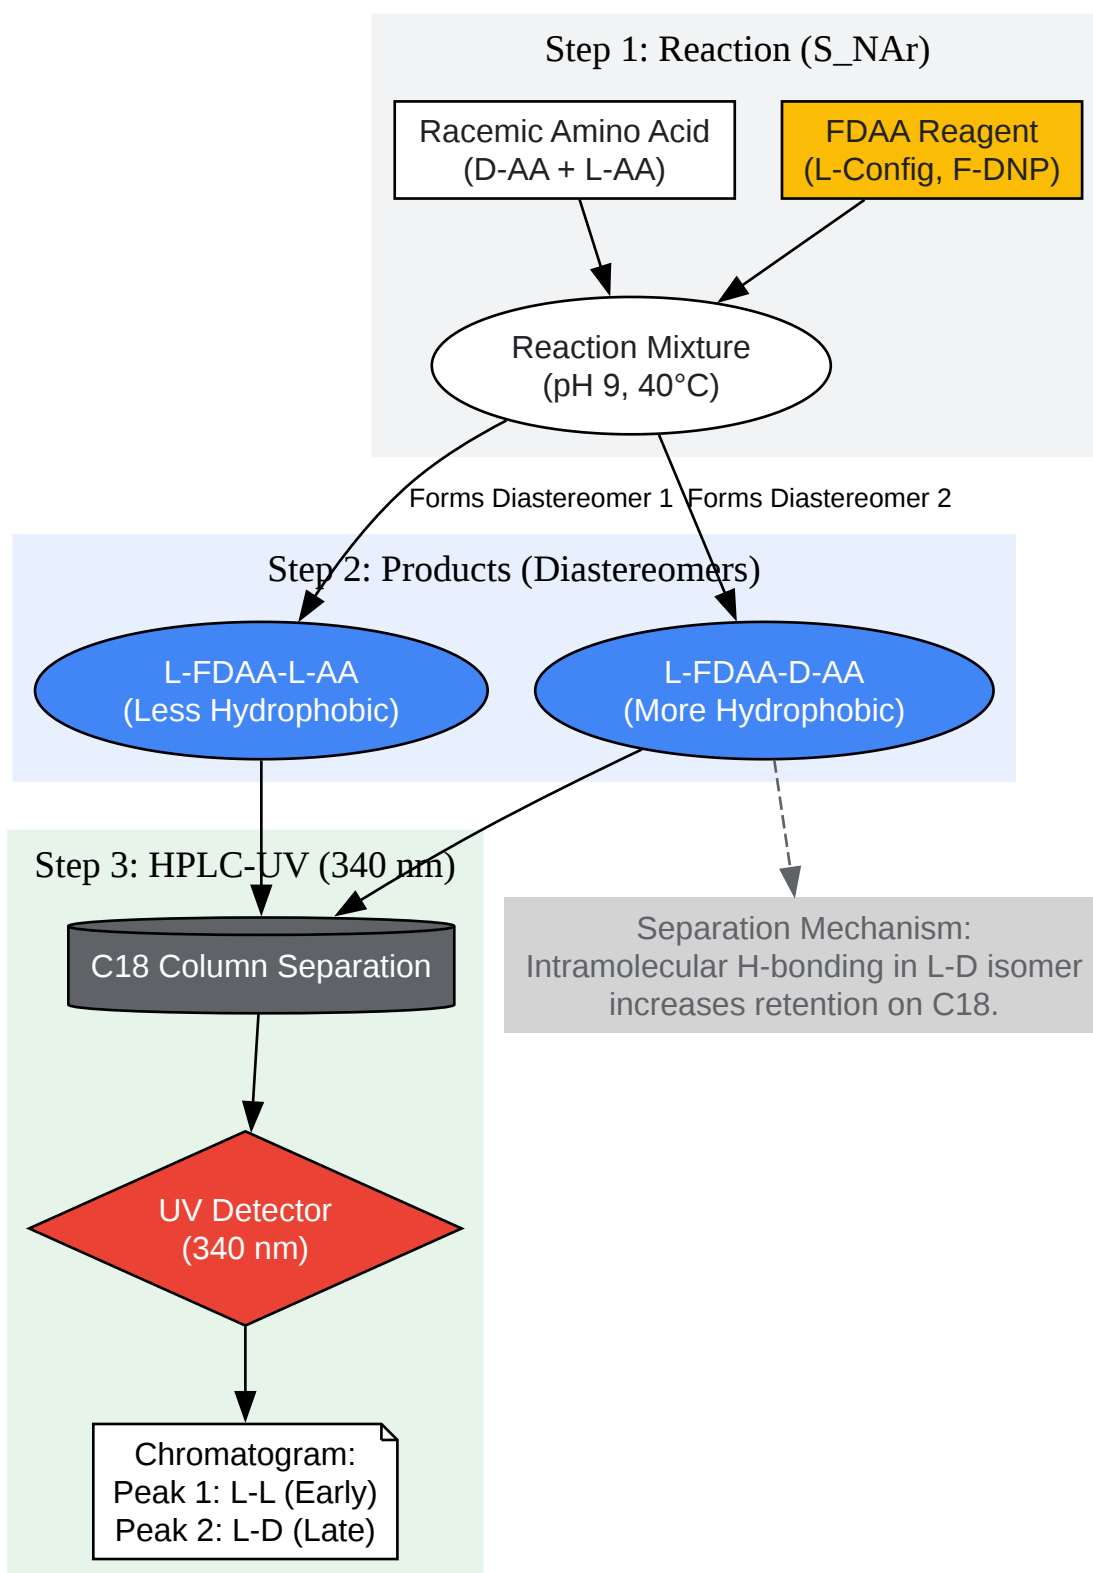 Step 1: Reaction (S_NAr)
Racemic Amino Acid
(D-AA + L-AA)
FDAA Reagent
(L-Config, F-DNP)
Reaction Mixture
(pH 9, 40°C)
Forms Diastereomer 1
Forms Diastereomer 2
Step 2: Products (Diastereomers)
L-FDAA-L-AA
(Less Hydrophobic)
L-FDAA-D-AA
(More Hydrophobic)
Step 3: HPLC-UV (340 nm)
C18 Column Separation
Separation Mechanism:
Intramolecular H-bonding in L-D isomer
increases retention on C18.
UV Detector
(340 nm)
Chromatogram:
Peak 1: L-L (Early)
Peak 2: L-D (Late)